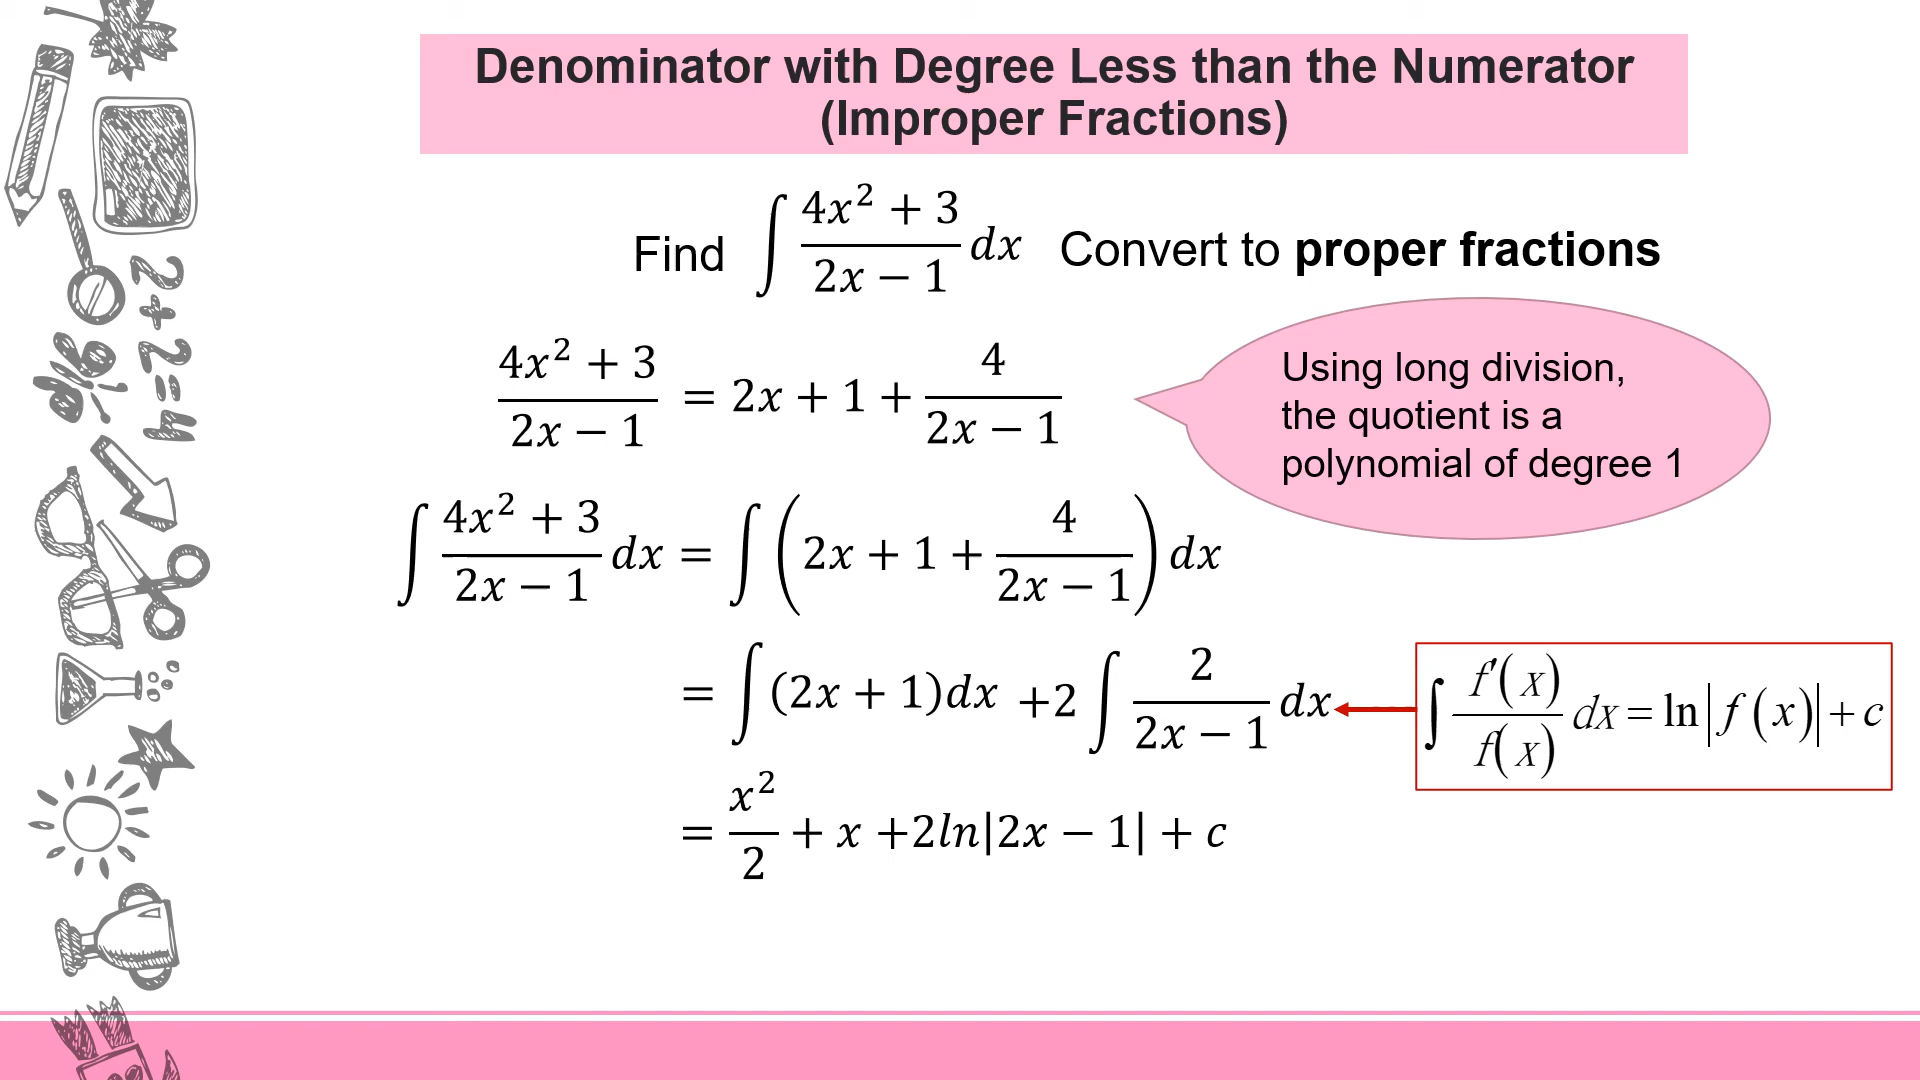 Denominator with Degree Less than the Numerator
(Improper Fractions)
Find ∫ (4x² + 3)/(2x − 1) dx Convert to proper fractions
(4x² + 3)/(2x − 1) = 2x + 1 + 4/(2x − 1)
Using long division,
the quotient is a
polynomial of degree 1
∫ (4x² + 3)/(2x − 1) dx = ∫ (2x + 1 + 4/(2x − 1)) dx
= ∫ (2x + 1)dx +2 ∫ 2/(2x − 1) dx
∫ f'(x)/f(x) dx = ln|f(x)| + c
= x²/2 + x +2ln|2x − 1| + c
2+2=4
%